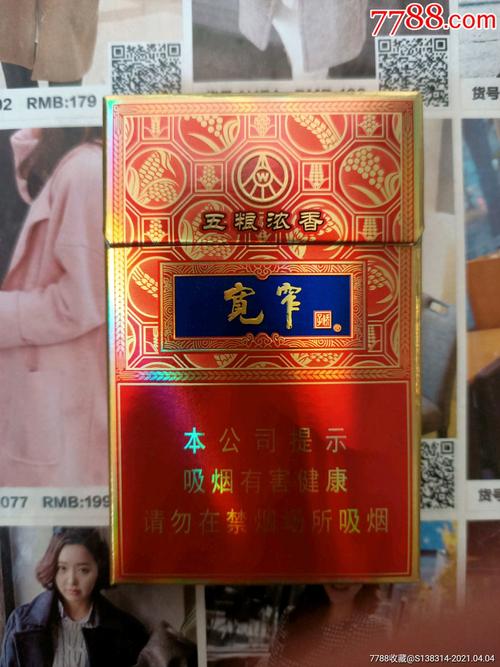 7788.com
02 RMB:179
货号
五粮浓香
宽窄
®
本公司提示
吸烟有害健康
请勿在禁烟场所吸烟
077 RMB:199
货号
7788收藏@S138314-2021.04.04